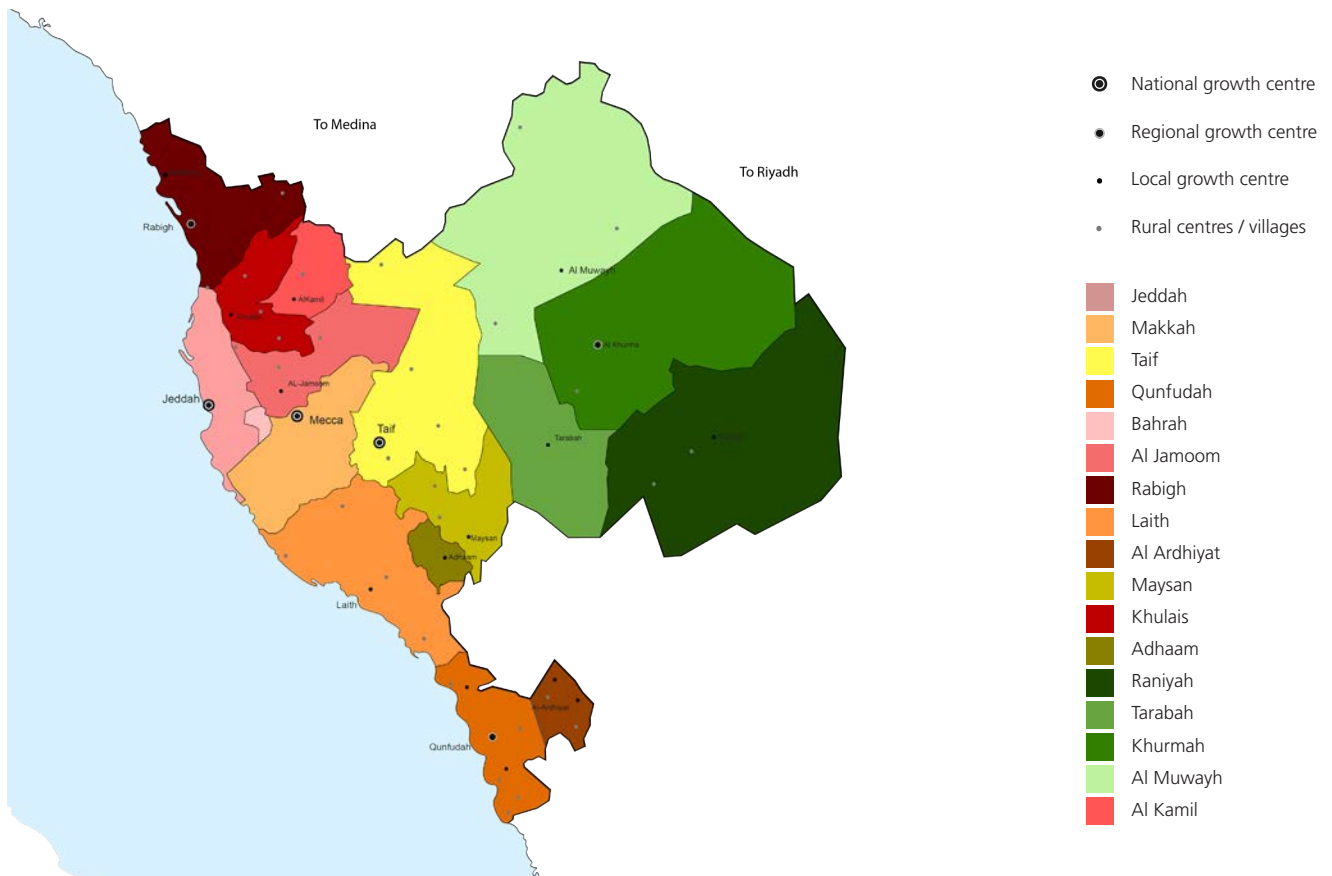 To Medina
To Riyadh
Rabigh
Al Muwayh
AlKamil
Khulais
Al Khurma
AL-Jamoom
Jeddah
Mecca
Taif
Tarabah
Maysan
Adhaam
Laith
Al-Ardhiyat
Qunfudah
National growth centre
Regional growth centre
Local growth centre
Rural centres / villages
Jeddah
Makkah
Taif
Qunfudah
Bahrah
Al Jamoom
Rabigh
Laith
Al Ardhiyat
Maysan
Khulais
Adhaam
Raniyah
Tarabah
Khurmah
Al Muwayh
Al Kamil